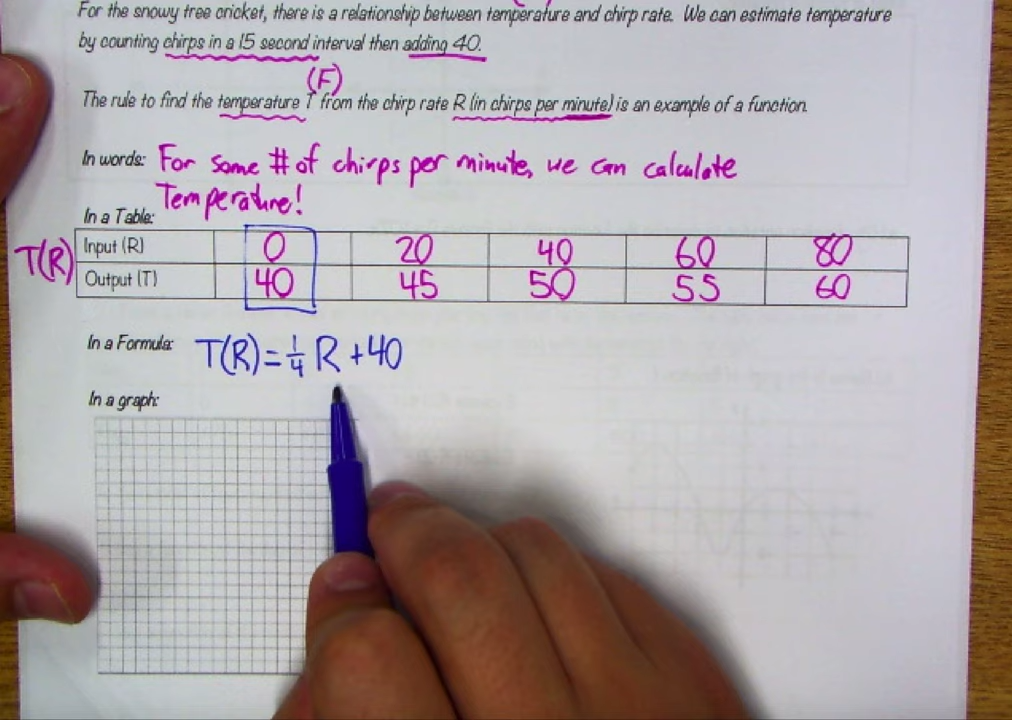 For the snowy tree cricket, there is a relationship between temperature and chirp rate. We can estimate temperature
by counting chirps in a 15 second interval then adding 40.
(F)
The rule to find the temperature T from the chirp rate R (in chirps per minute) is an example of a function.
In words: For some # of chirps per minute, we can calculate
Temperature!
In a Table:
T(R)
Input (R) 0 20 40 60 80
Output (T) 40 45 50 55 60
In a Formula: T(R) = 1/4 R + 40
In a graph: